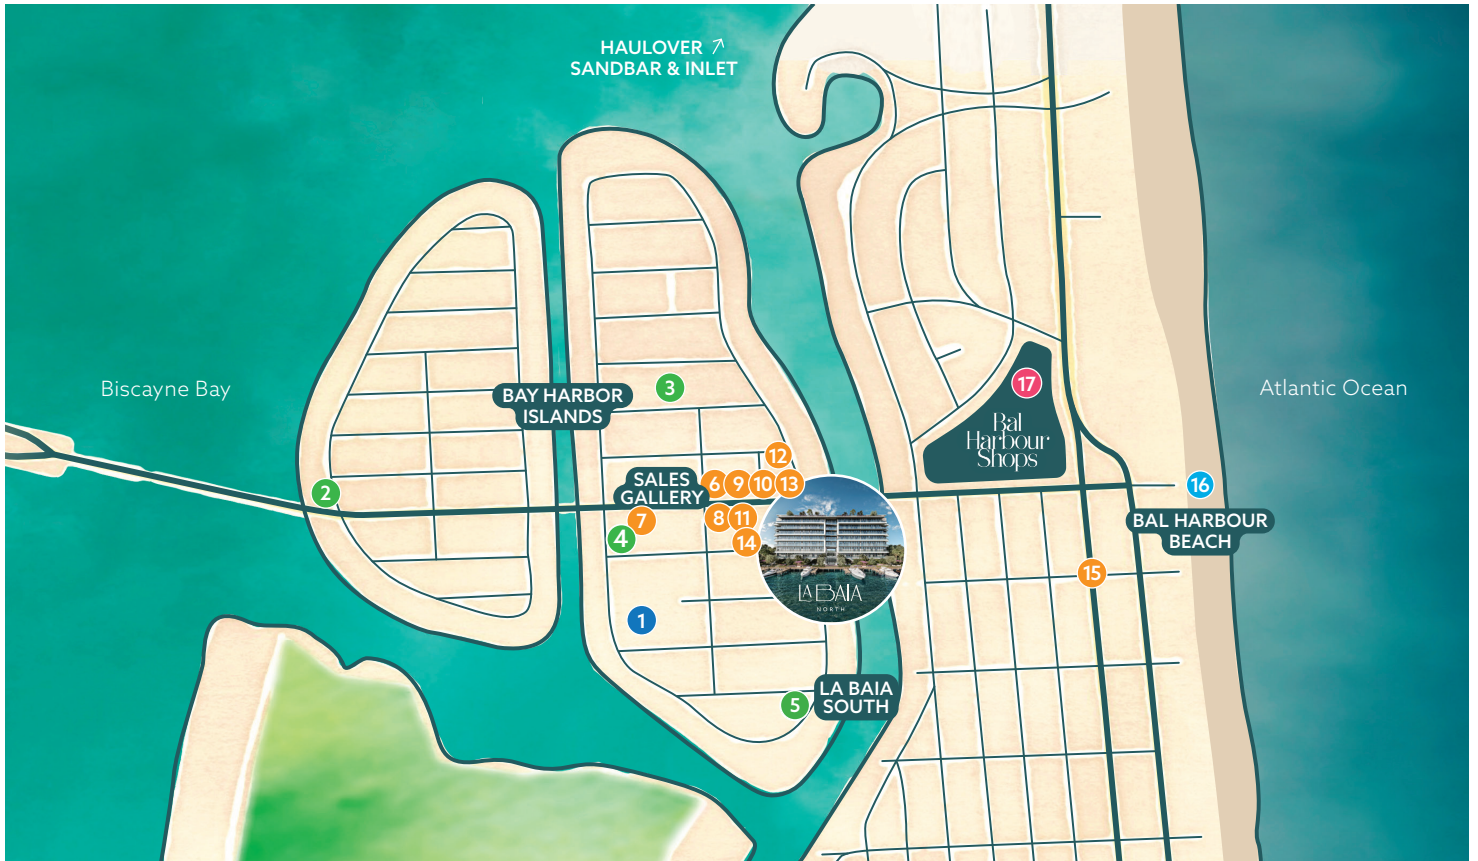 HAULOVER ↗
SANDBAR & INLET
Biscayne Bay
Atlantic Ocean
BAY HARBOR
ISLANDS
3
17
Bal
Harbour
Shops
12
SALES
GALLERY
6 9 10 13
2
16
7
8 11
4
14
BAL HARBOUR
BEACH
15
LA BAIA
NORTH
1
5
LA BAIA
SOUTH